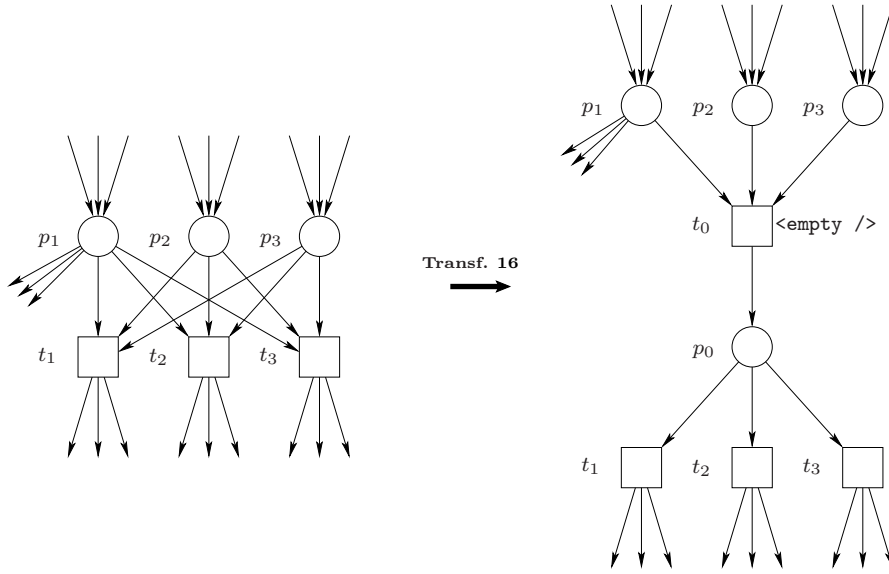 p₁ p₂ p₃
t₁ t₂ t₃
Transf. 16
p₁ p₂ p₃
t₀ <empty />
p₀
t₁ t₂ t₃